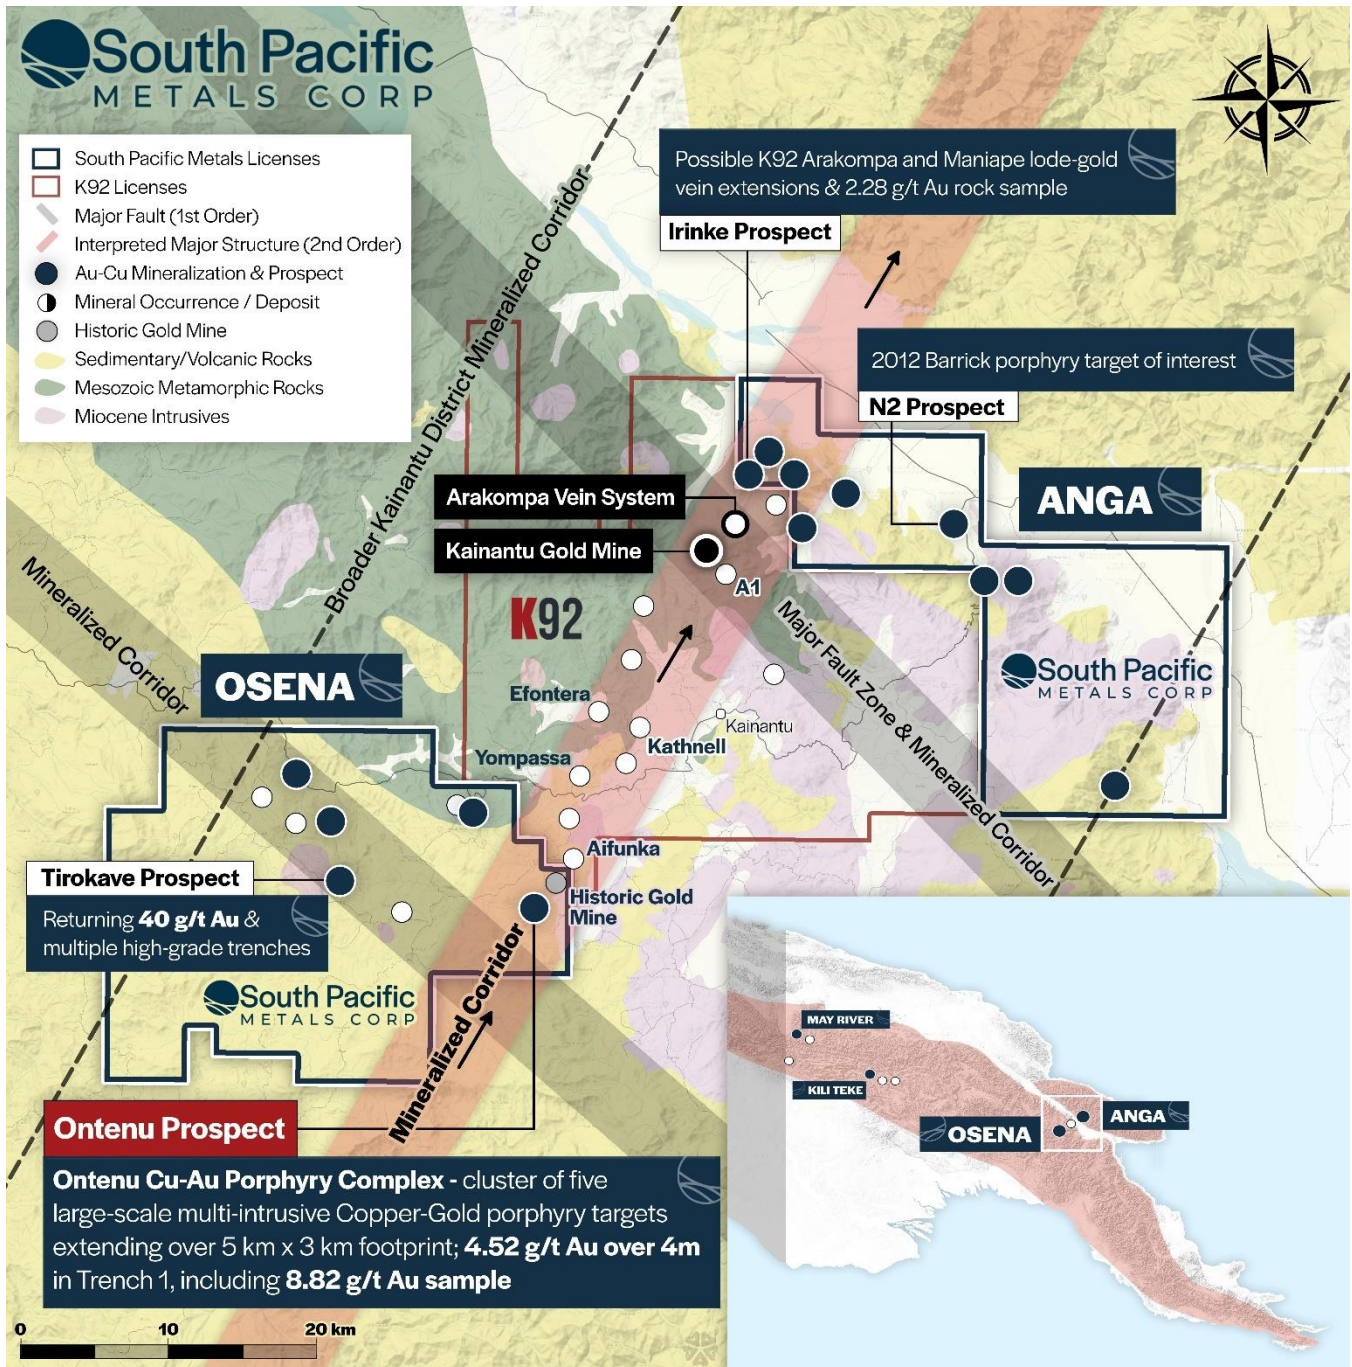 South Pacific
METALS CORP
South Pacific Metals Licenses
K92 Licenses
Major Fault (1st Order)
Interpreted Major Structure (2nd Order)
Au-Cu Mineralization & Prospect
Mineral Occurrence / Deposit
Historic Gold Mine
Sedimentary/Volcanic Rocks
Mesozoic Metamorphic Rocks
Miocene Intrusives
Possible K92 Arakompa and Maniape lode-gold
vein extensions & 2.28 g/t Au rock sample
Irinke Prospect
2012 Barrick porphyry target of interest
N2 Prospect
Broader Kainantu District Mineralized Corridor
Arakompa Vein System
Kainantu Gold Mine
ANGA
A1
K92
Mineralized Corridor
Major Fault Zone & Mineralized Corridor
OSENA
South Pacific
METALS CORP
Efontera
Kainantu
Kathnell
Yompassa
Aifunka
Tirokave Prospect
Returning 40 g/t Au &
multiple high-grade trenches
Historic Gold
Mine
South Pacific
METALS CORP
Mineralized Corridor
MAY RIVER
KILI TEKE
OSENA
ANGA
Ontenu Prospect
Ontenu Cu-Au Porphyry Complex - cluster of five
large-scale multi-intrusive Copper-Gold porphyry targets
extending over 5 km x 3 km footprint; 4.52 g/t Au over 4m
in Trench 1, including 8.82 g/t Au sample
0 10 20 km